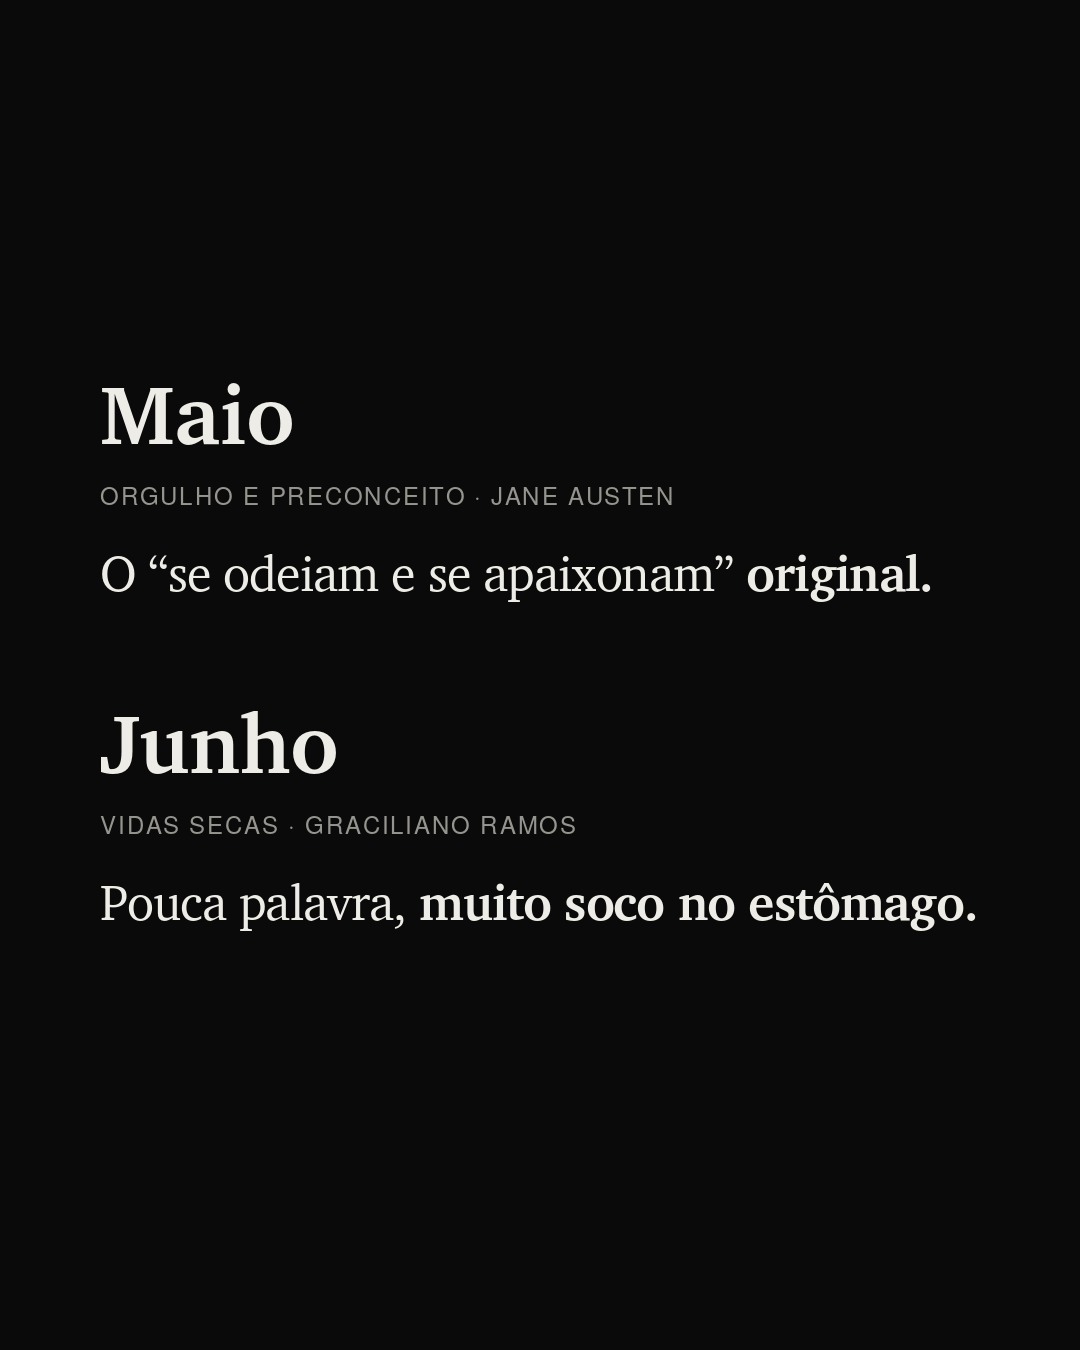 Maio
ORGULHO E PRECONCEITO · JANE AUSTEN
O “se odeiam e se apaixonam” original.
Junho
VIDAS SECAS · GRACILIANO RAMOS
Pouca palavra, muito soco no estômago.